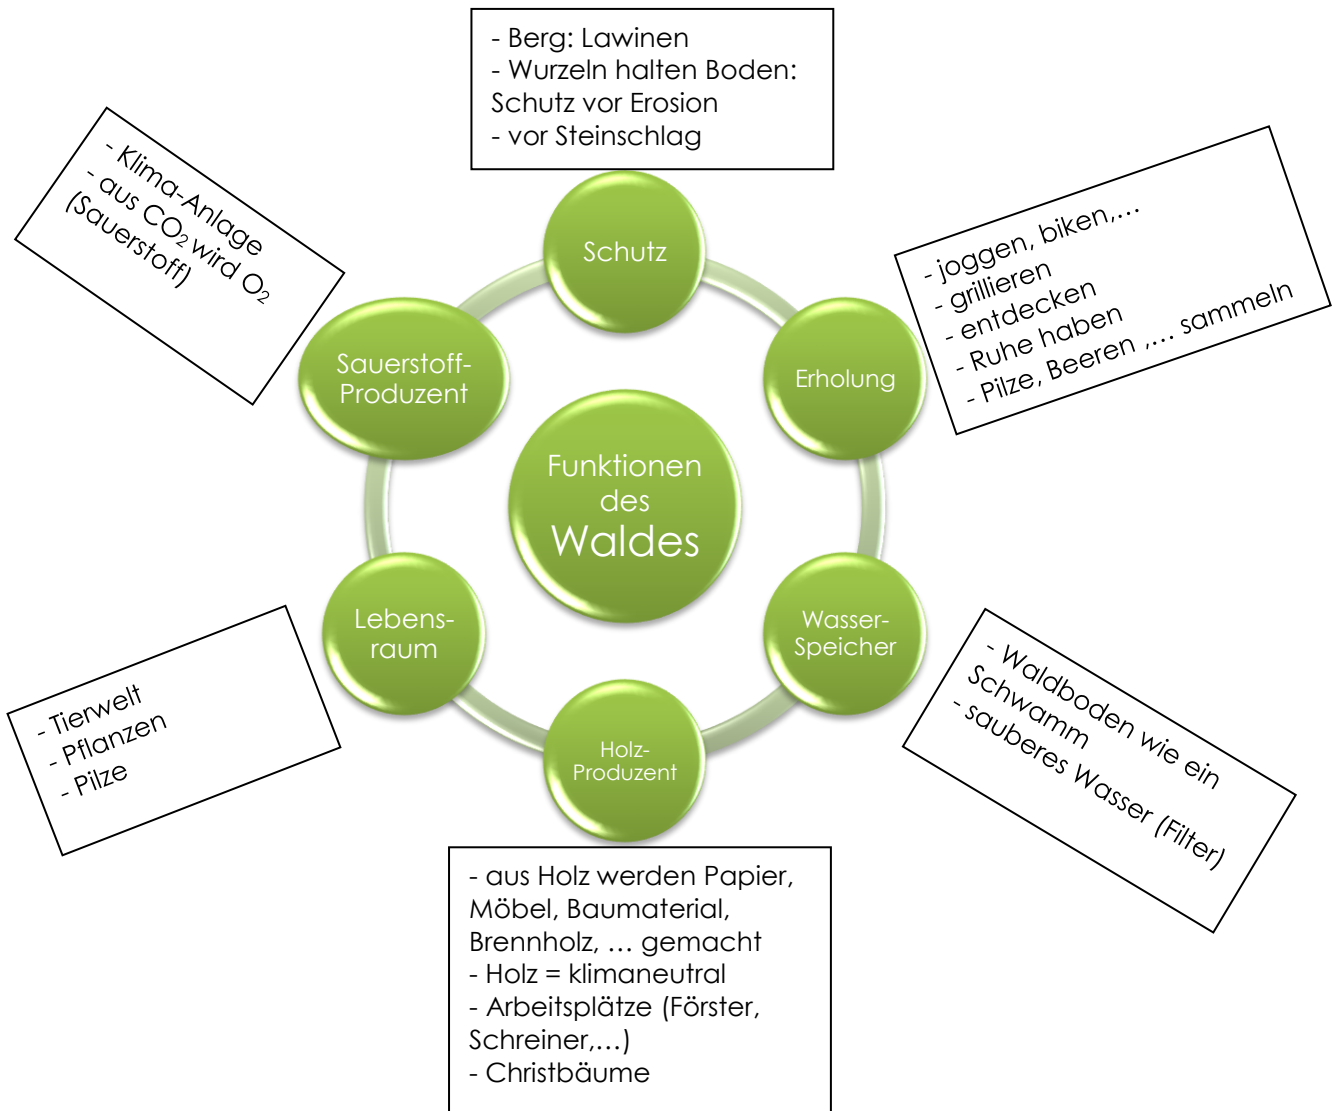 - Berg: Lawinen
- Wurzeln halten Boden:
Schutz vor Erosion
- vor Steinschlag
- Klima-Anlage
- aus CO₂ wird O₂
(Sauerstoff)
Schutz
- joggen, biken,…
- grillieren
- entdecken
- Ruhe haben
- Pilze, Beeren ,… sammeln
Sauerstoff-
Produzent
Erholung
Funktionen
des
Waldes
Lebens-
raum
Wasser-
Speicher
- Tierwelt
- Pflanzen
- Pilze
- Waldboden wie ein
Schwamm
- sauberes Wasser (Filter)
Holz-
Produzent
- aus Holz werden Papier,
Möbel, Baumaterial,
Brennholz, … gemacht
- Holz = klimaneutral
- Arbeitsplätze (Förster,
Schreiner,…)
- Christbäume